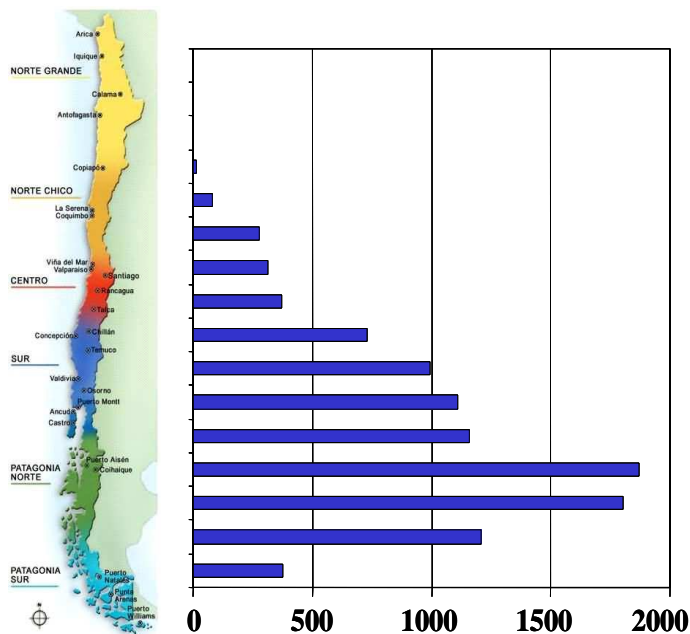 Arica
Iquique
NORTE GRANDE
Calama
Antofagasta
Copiapó
NORTE CHICO
La Serena
Coquimbo
Viña del Mar
Valparaiso
Santiago
CENTRO
Rancagua
Talca
Chillán
Concepción
Temuco
SUR
Valdivia
Osorno
Puerto Montt
Ancud
Castro
Puerto Aisén
Coihaique
PATAGONIA
NORTE
PATAGONIA
SUR
Puerto
Natales
Punta
Arenas
Puerto
Williams
N
0 500 1000 1500 2000